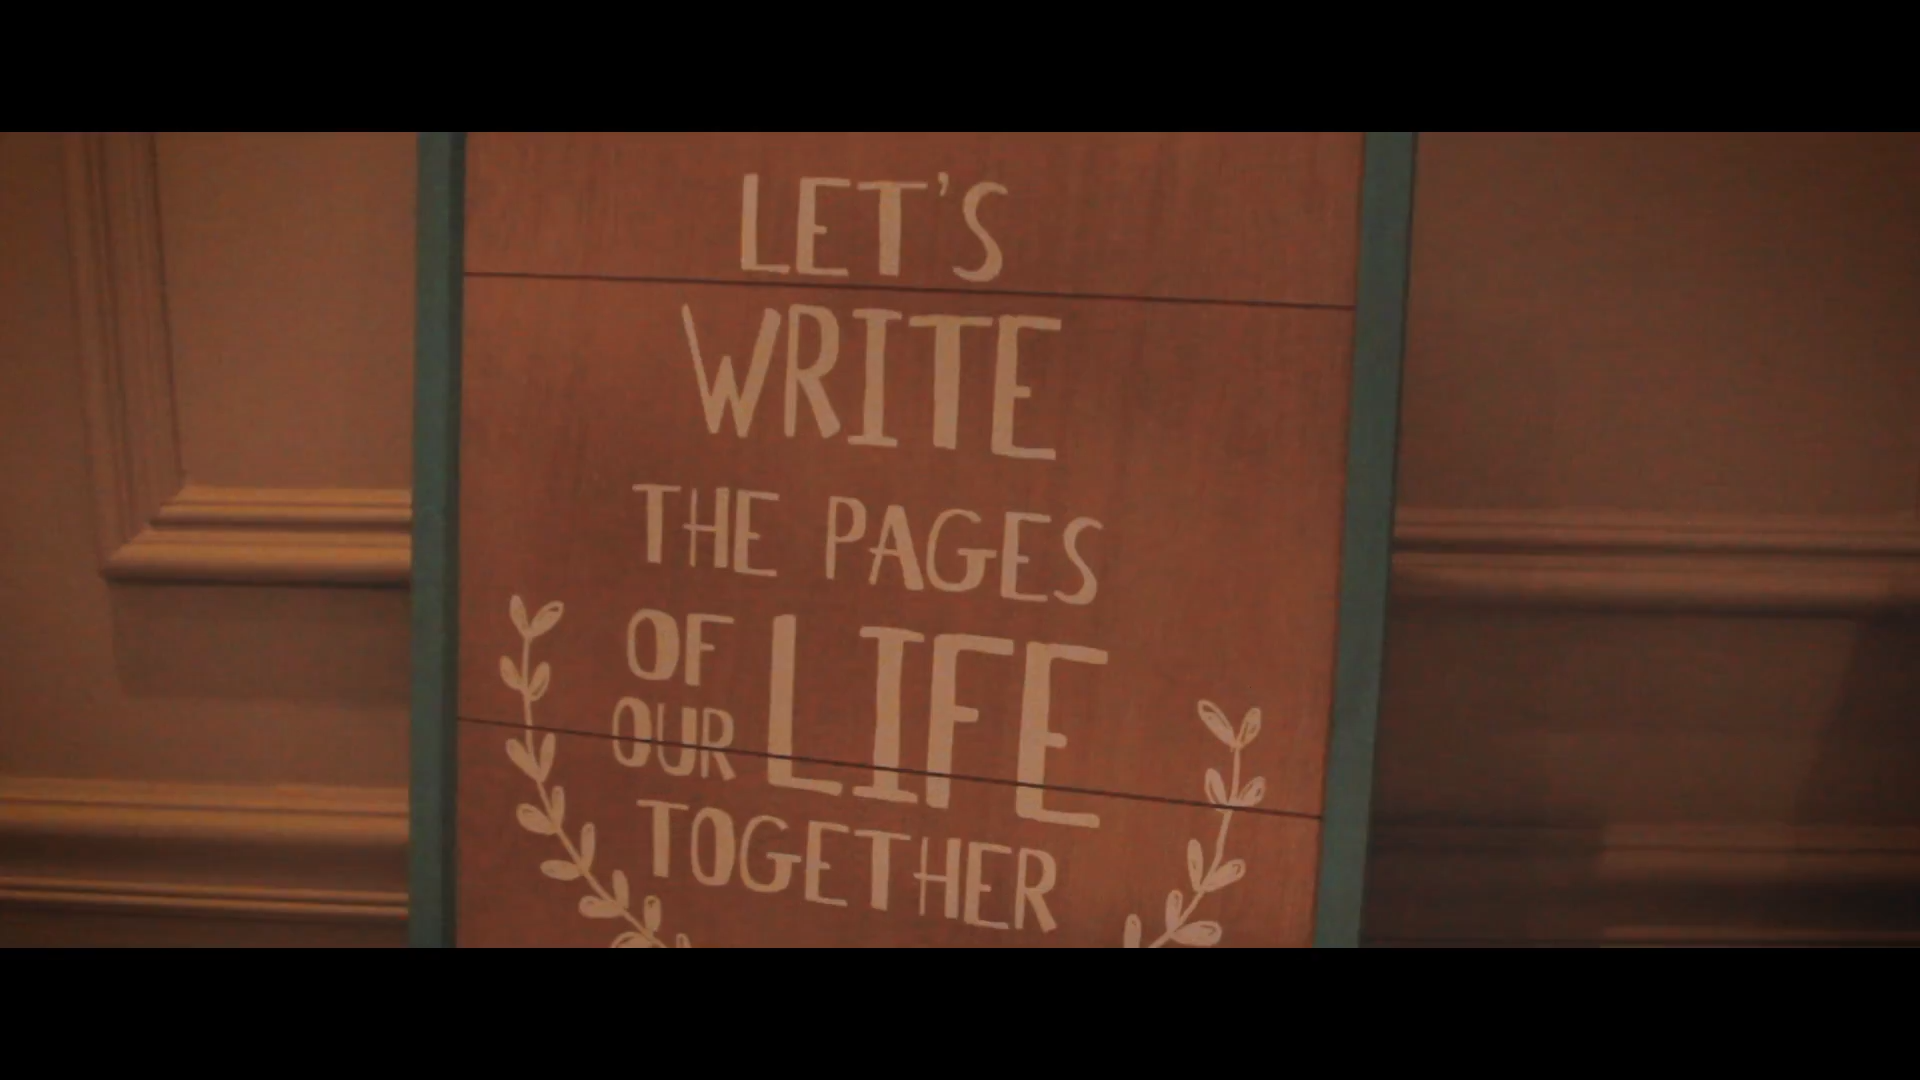 LET'S
WRITE
THE PAGES
OF
OUR LIFE
TOGETHER